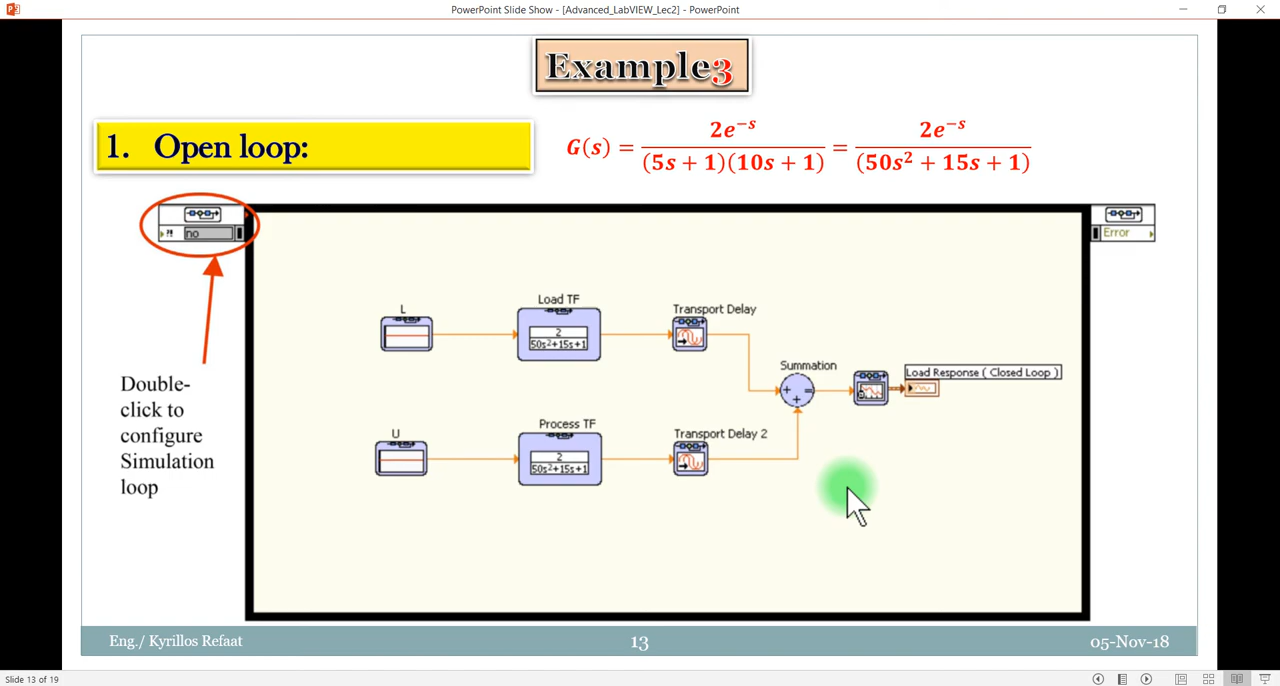 PowerPoint Slide Show - [Advanced_LabVIEW_Lec2] - PowerPoint
Example3
1. Open loop:
G(s) = 2e^{-s} / (5s + 1)(10s + 1) = 2e^{-s} / (50s² + 15s + 1)
?! no
Error
L
Load TF
2
50s²+15s+1
Transport Delay
Summation
Load Response ( Closed Loop )
U
Process TF
2
50s²+15s+1
Transport Delay 2
Double-
click to
configure
Simulation
loop
Eng./ Kyrillos Refaat
13
05-Nov-18
Slide 13 of 19